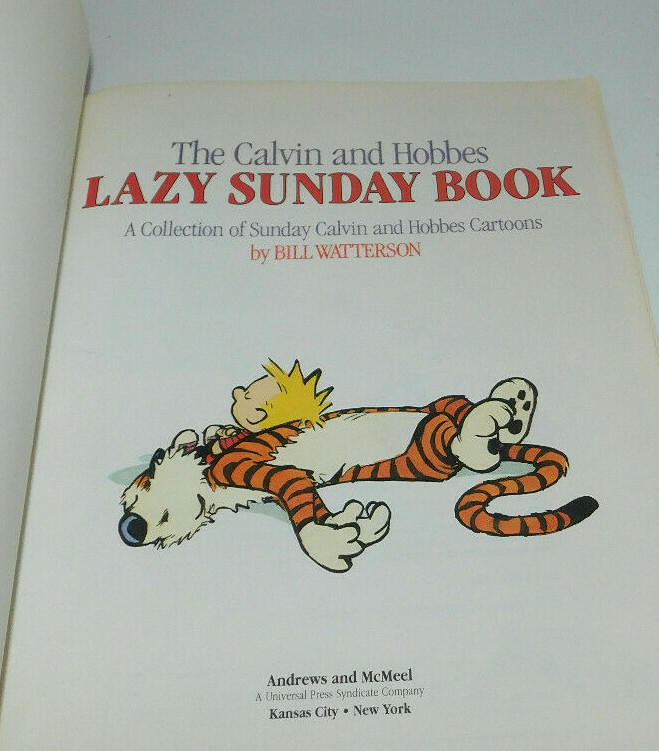 The Calvin and Hobbes
LAZY SUNDAY BOOK
A Collection of Sunday Calvin and Hobbes Cartoons
by BILL WATTERSON
Andrews and McMeel
A Universal Press Syndicate Company
Kansas City • New York